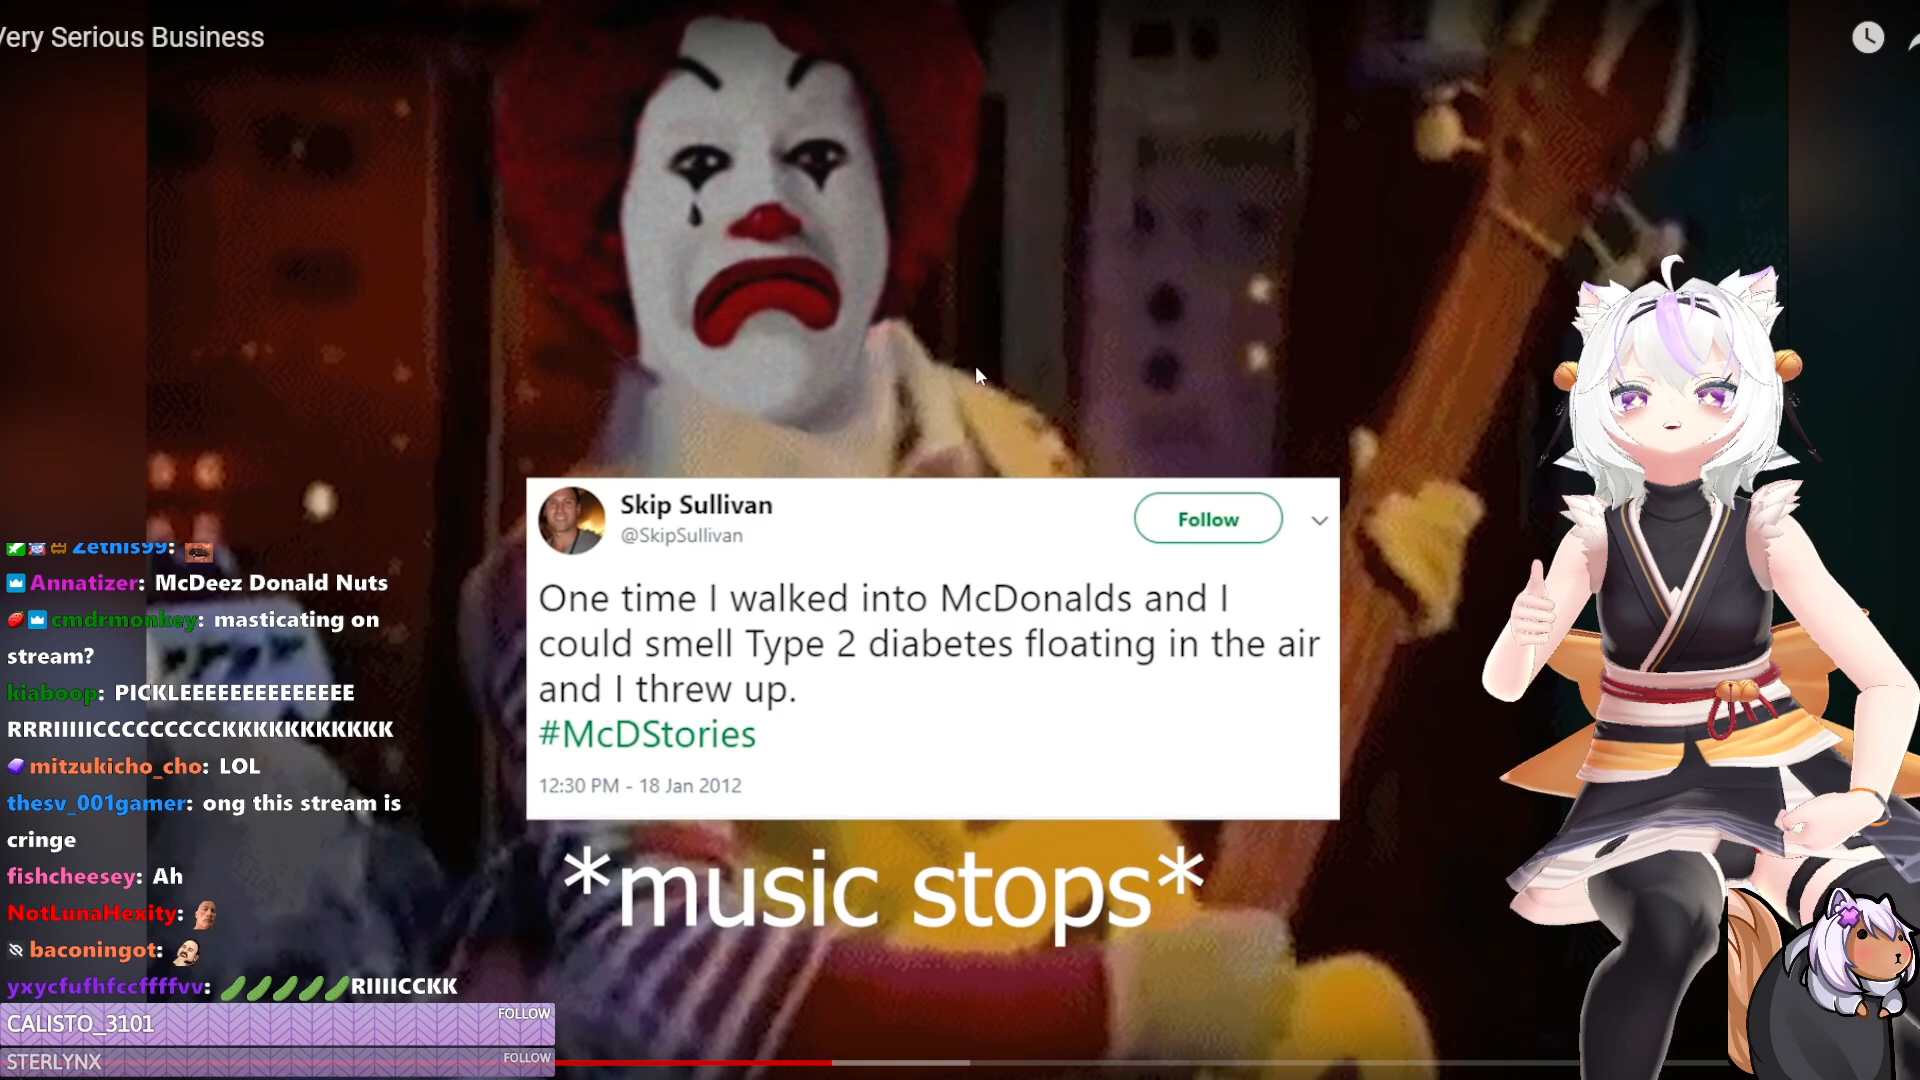 Very Serious Business
Skip Sullivan
@SkipSullivan
Follow
One time I walked into McDonalds and I
could smell Type 2 diabetes floating in the air
and I threw up.
#McDStories
12:30 PM - 18 Jan 2012
*music stops*
Zethis99:
Annatizer: McDeez Donald Nuts
cmdrmonkey: masticating on
stream?
kiaboop: PICKLEEEEEEEEEEEEEE
RRRIIIIICCCCCCCCCKKKKKKKKKKK
mitzukicho_cho: LOL
thesv_001gamer: ong this stream is
cringe
fishcheesey: Ah
NotLunaHexity:
baconingot:
yxycfufhfccffffvv: RIIIICCKK
CALISTO_3101 FOLLOW
STERLYNX FOLLOW